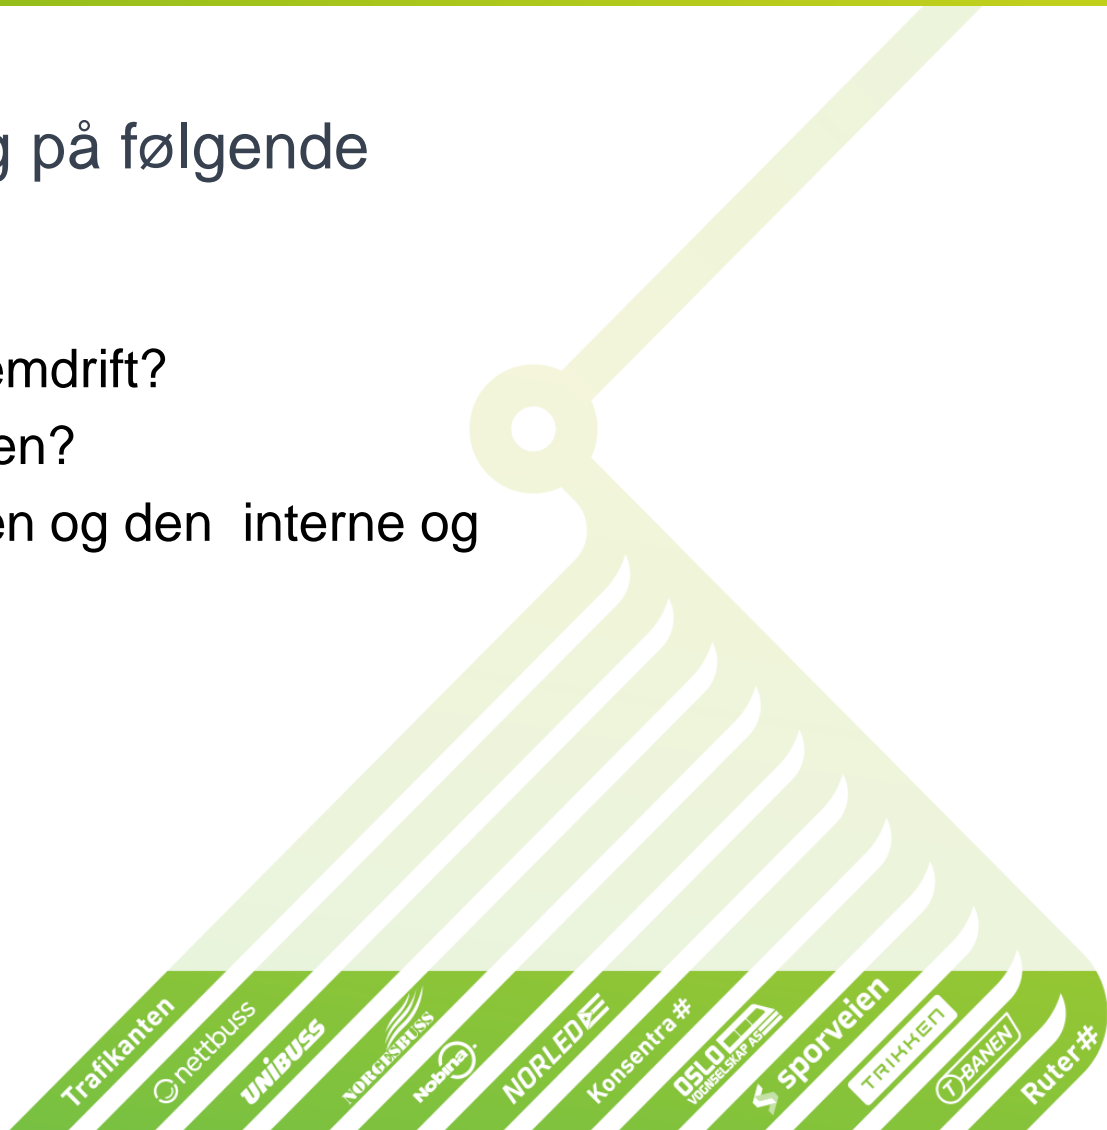 g på følgende
emdrift?
en?
en og den interne og
Trafikanten
nettbuss
UNIBUSS
NORGESBUSS
Nobina
NORLED
Konsentra#
OSLO
VOGNSELSKAP AS
sporveien
TRIKKEN
T-BANEN
Ruter#